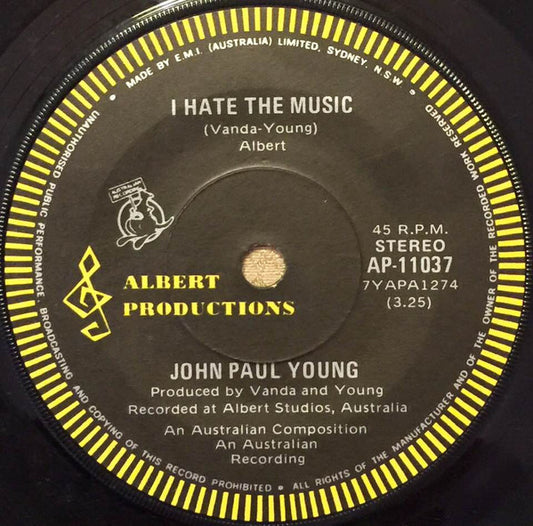 • MADE BY E.M.I. (AUSTRALIA) LIMITED, SYDNEY, N.S.W. •
I HATE THE MUSIC
(Vanda-Young)
Albert
45 R.P.M.
STEREO
AP-11037
7YAPA1274
(3.25)
ALBERT
PRODUCTIONS
JOHN PAUL YOUNG
Produced by Vanda and Young
Recorded at Albert Studios, Australia
An Australian Composition
An Australian
Recording
UNAUTHORISED PUBLIC PERFORMANCE, BROADCASTING AND COPYING OF THIS RECORD PROHIBITED • ALL RIGHTS OF THE MANUFACTURER AND OF THE OWNER OF THE RECORDED WORK RESERVED